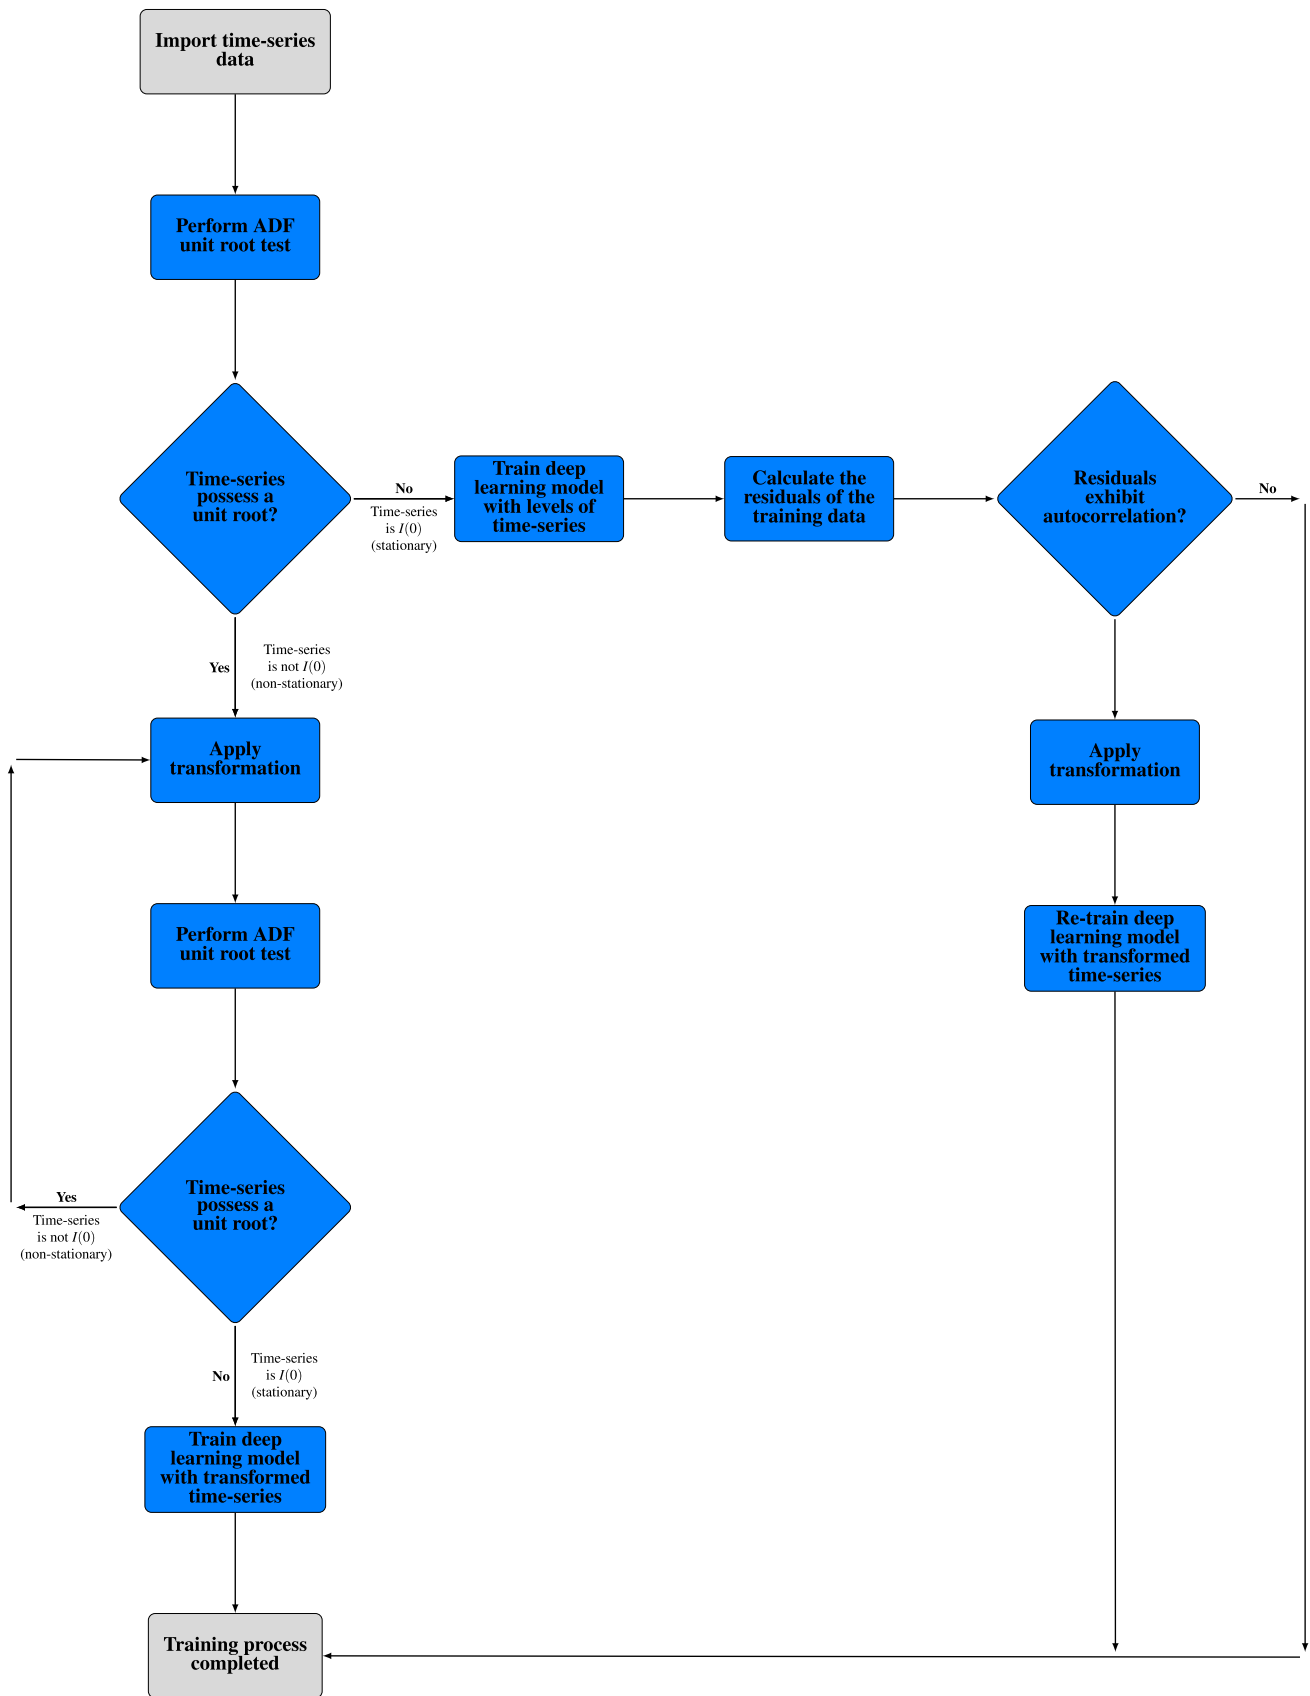 Import time-series
data
Perform ADF
unit root test
Time-series
possess a
unit root?
No
Time-series
is I(0)
(stationary)
Train deep
learning model
with levels of
time-series
Calculate the
residuals of the
training data
Residuals
exhibit
autocorrelation?
No
Yes
Time-series
is not I(0)
(non-stationary)
Apply
transformation
Apply
transformation
Perform ADF
unit root test
Re-train deep
learning model
with transformed
time-series
Time-series
possess a
unit root?
Yes
Time-series
is not I(0)
(non-stationary)
No
Time-series
is I(0)
(stationary)
Train deep
learning model
with transformed
time-series
Training process
completed